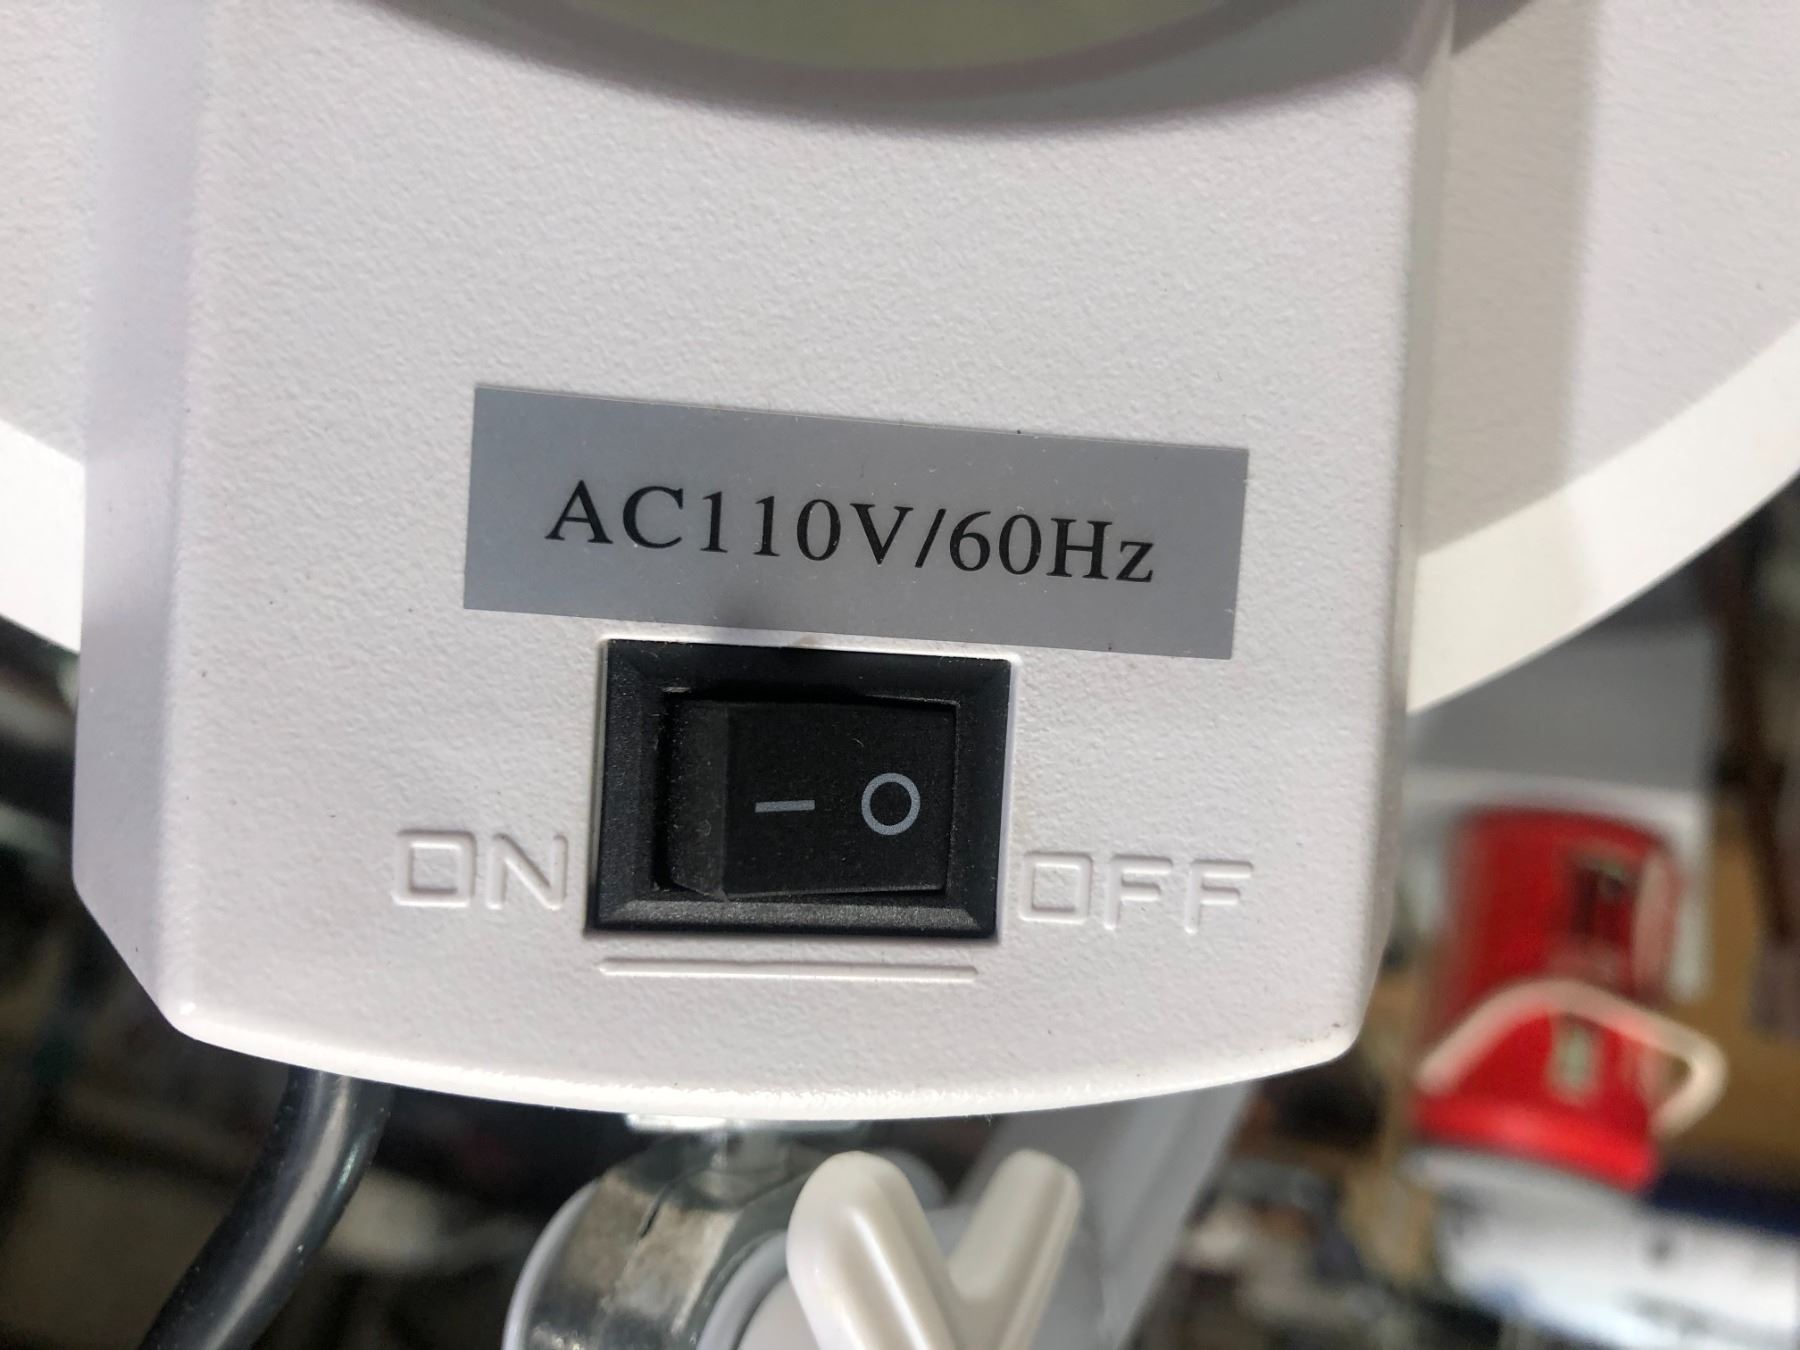 AC110V/60Hz
ON — O OFF